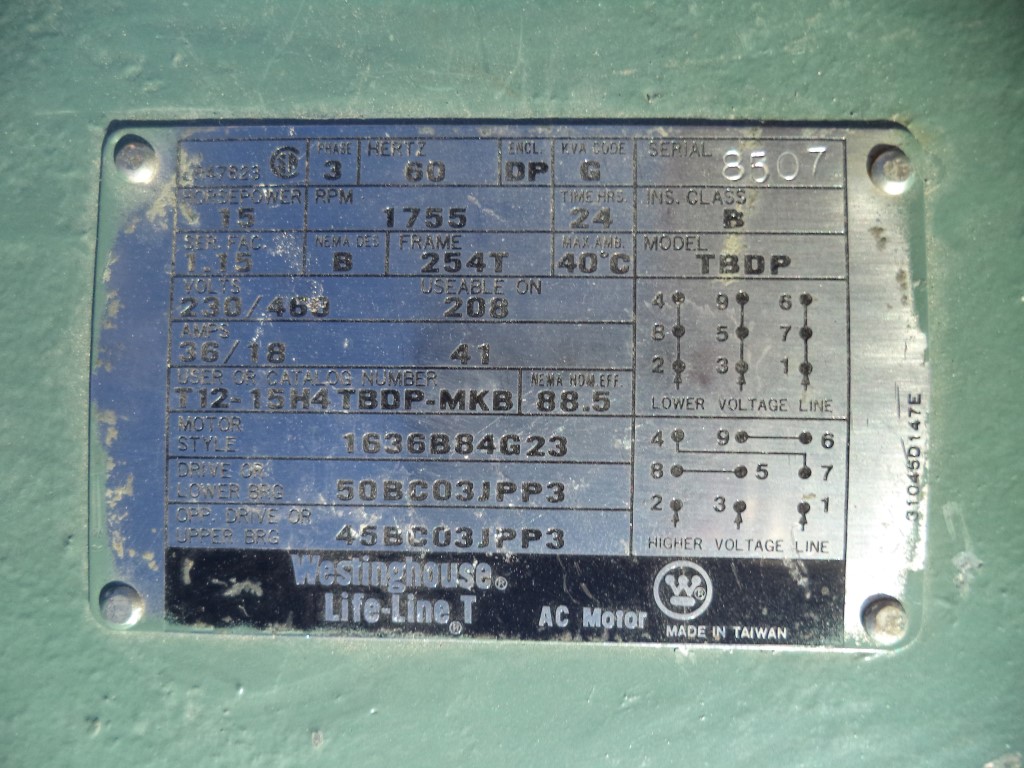 PHASE HERTZ ENCL. KVA CODE SERIAL
3 60 DP G 8507
HORSEPOWER RPM TIME HRS. INS. CLASS
15 1755 24 B
SER. FAC. NEMA DES FRAME MAX AMB. MODEL
1.15 B 254T 40°C TBDP
VOLTS USEABLE ON
230/460 208
AMPS
36/18 41
USER OR CATALOG NUMBER NEMA NOM EFF.
T12-15H4TBDP-MKB 88.5
MOTOR
STYLE 1636B84G23
DRIVE OR
LOWER BRG 50BC03JPP3
OPP. DRIVE OR
UPPER BRG 45BC03JPP3
4 9 6
8 5 7
2 3 1
LOWER VOLTAGE LINE
4 9 6
8 5 7
2 3 1
HIGHER VOLTAGE LINE
Westinghouse®
Life-Line T®
AC Motor
W®
MADE IN TAIWAN
31045D147E